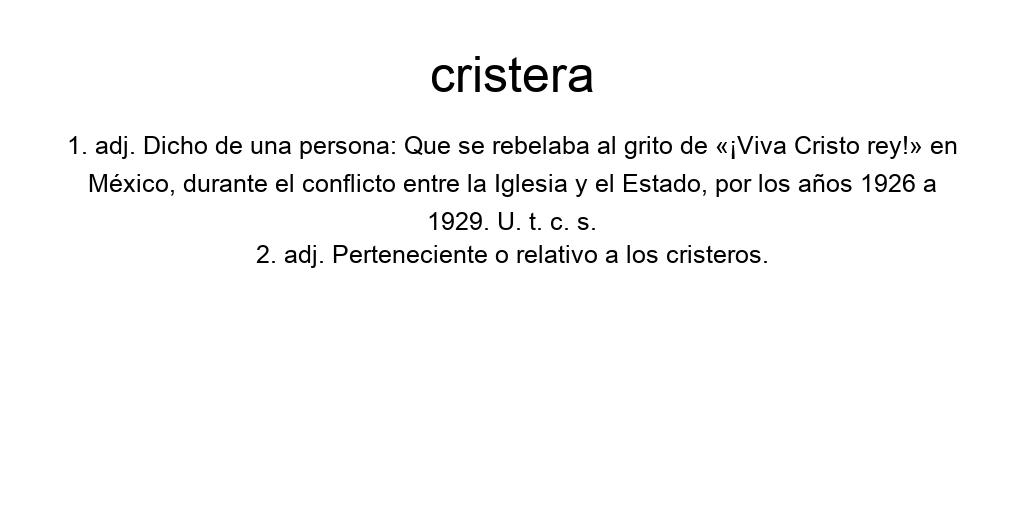 cristera
1. adj. Dicho de una persona: Que se rebelaba al grito de «¡Viva Cristo rey!» en
México, durante el conflicto entre la Iglesia y el Estado, por los años 1926 a
1929. U. t. c. s.
2. adj. Perteneciente o relativo a los cristeros.